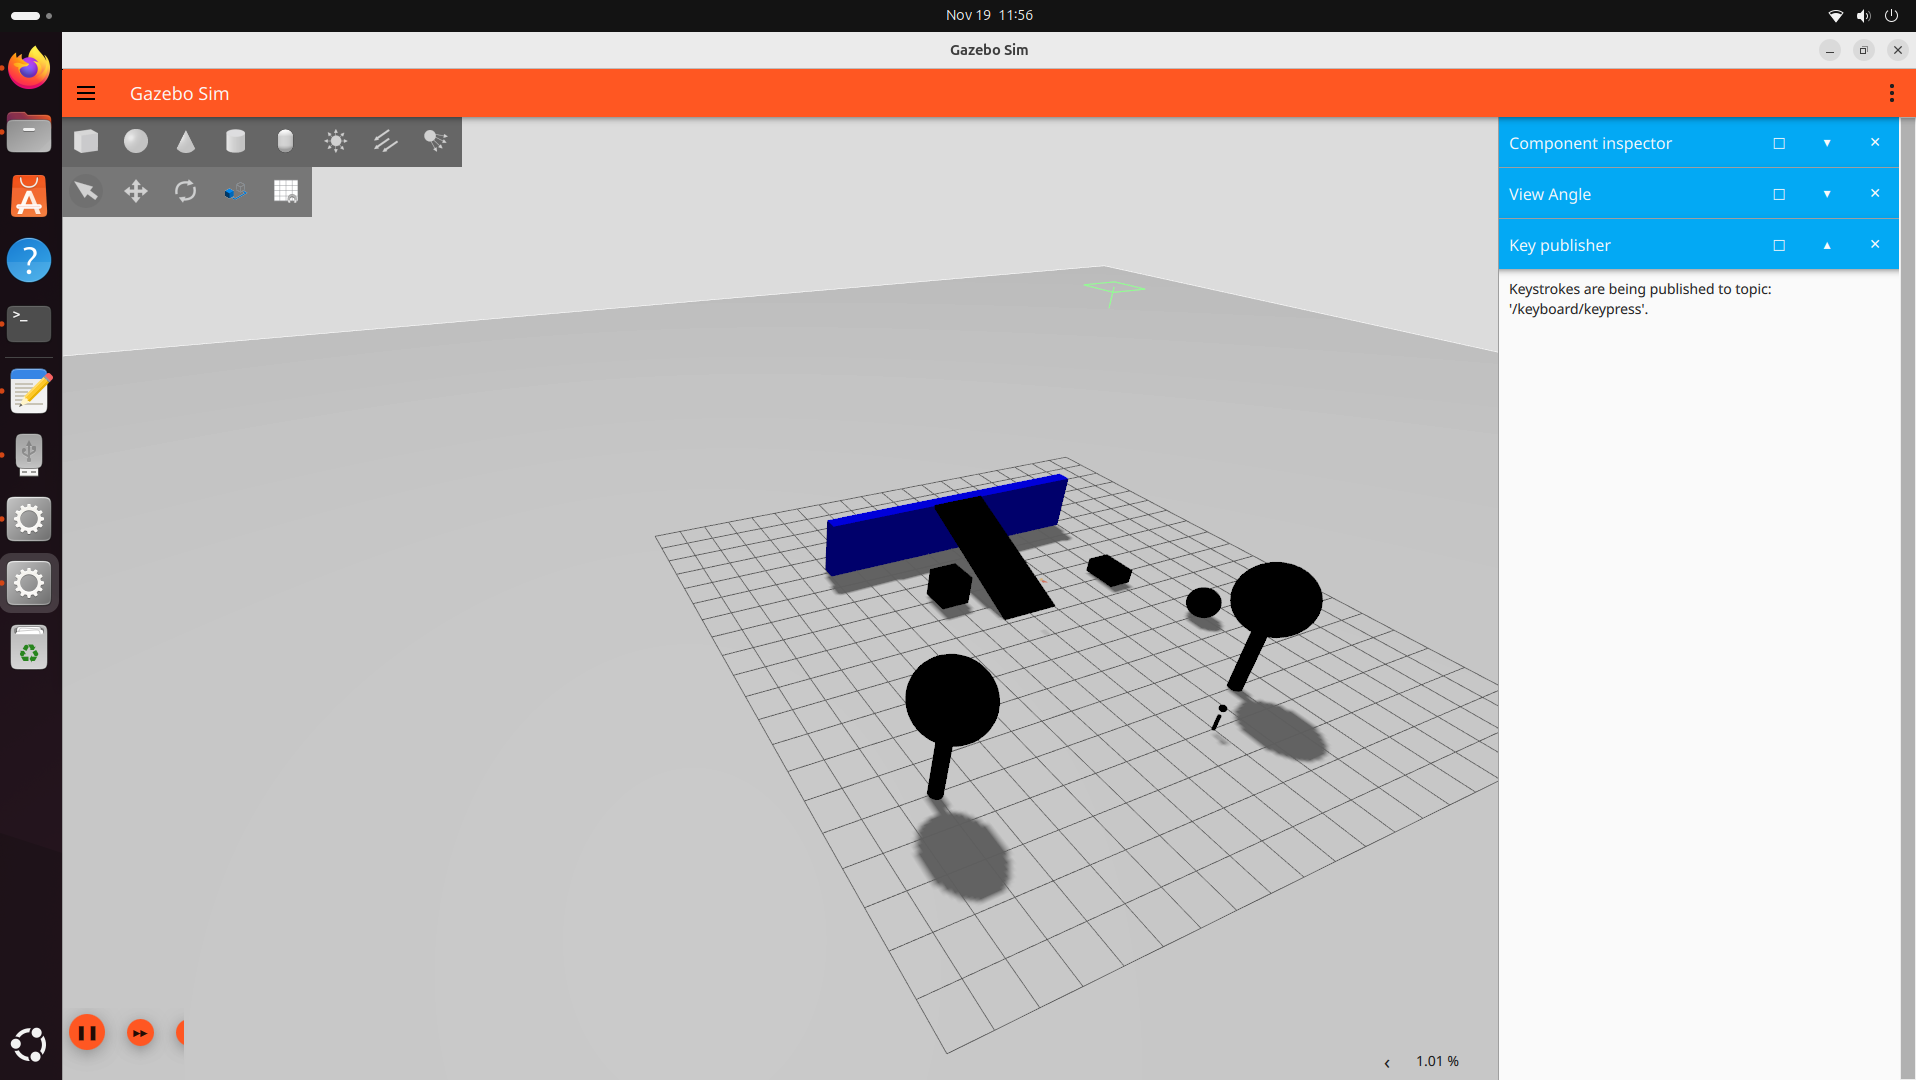 Nov 19 11:56
Gazebo Sim
Gazebo Sim
Component inspector
View Angle
Key publisher
Keystrokes are being published to topic:
'/keyboard/keypress'.
1.01 %